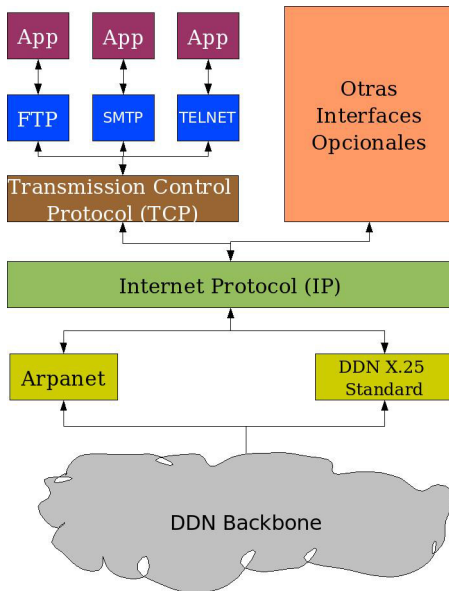 App
App
App
FTP
SMTP
TELNET
Otras
Interfaces
Opcionales
Transmission Control
Protocol (TCP)
Internet Protocol (IP)
Arpanet
DDN X.25
Standard
DDN Backbone